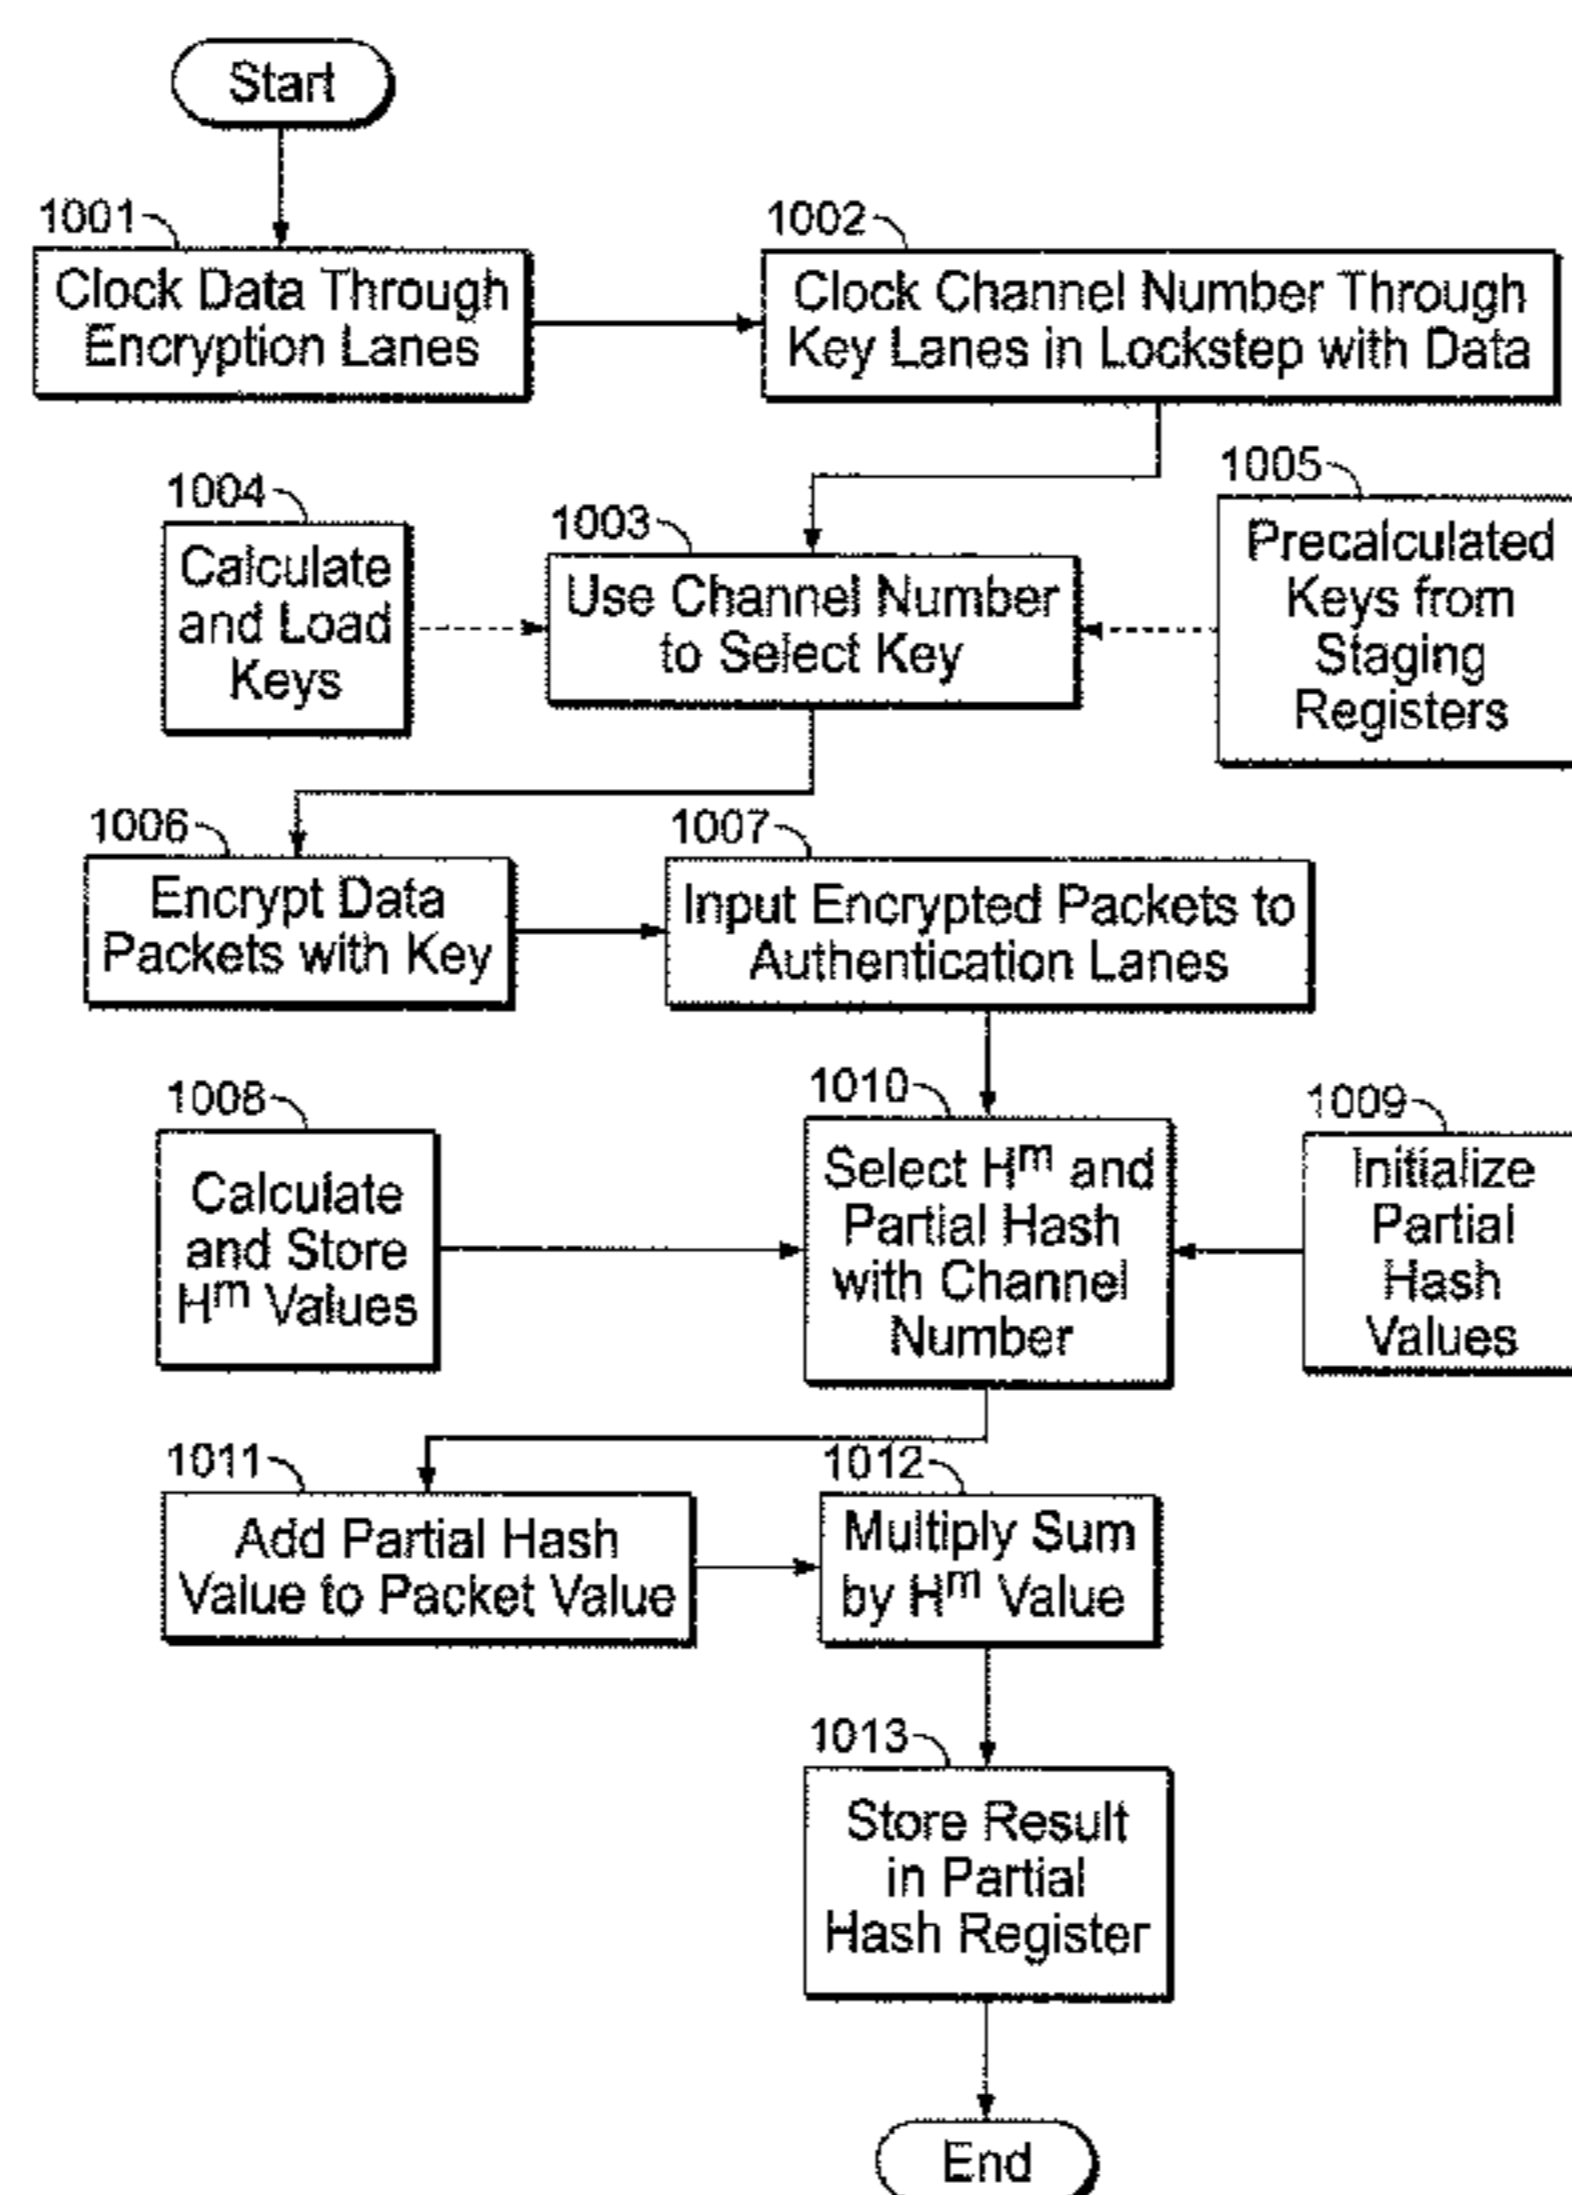 Start
1001
Clock Data Through
Encryption Lanes
1002
Clock Channel Number Through
Key Lanes in Lockstep with Data
1004
Calculate
and Load
Keys
1003
Use Channel Number
to Select Key
1005
Precalculated
Keys from
Staging
Registers
1006
Encrypt Data
Packets with Key
1007
Input Encrypted Packets to
Authentication Lanes
1008
Calculate
and Store
Hᵐ Values
1010
Select Hᵐ and
Partial Hash
with Channel
Number
1009
Initialize
Partial
Hash
Values
1011
Add Partial Hash
Value to Packet Value
1012
Multiply Sum
by Hᵐ Value
1013
Store Result
in Partial
Hash Register
End